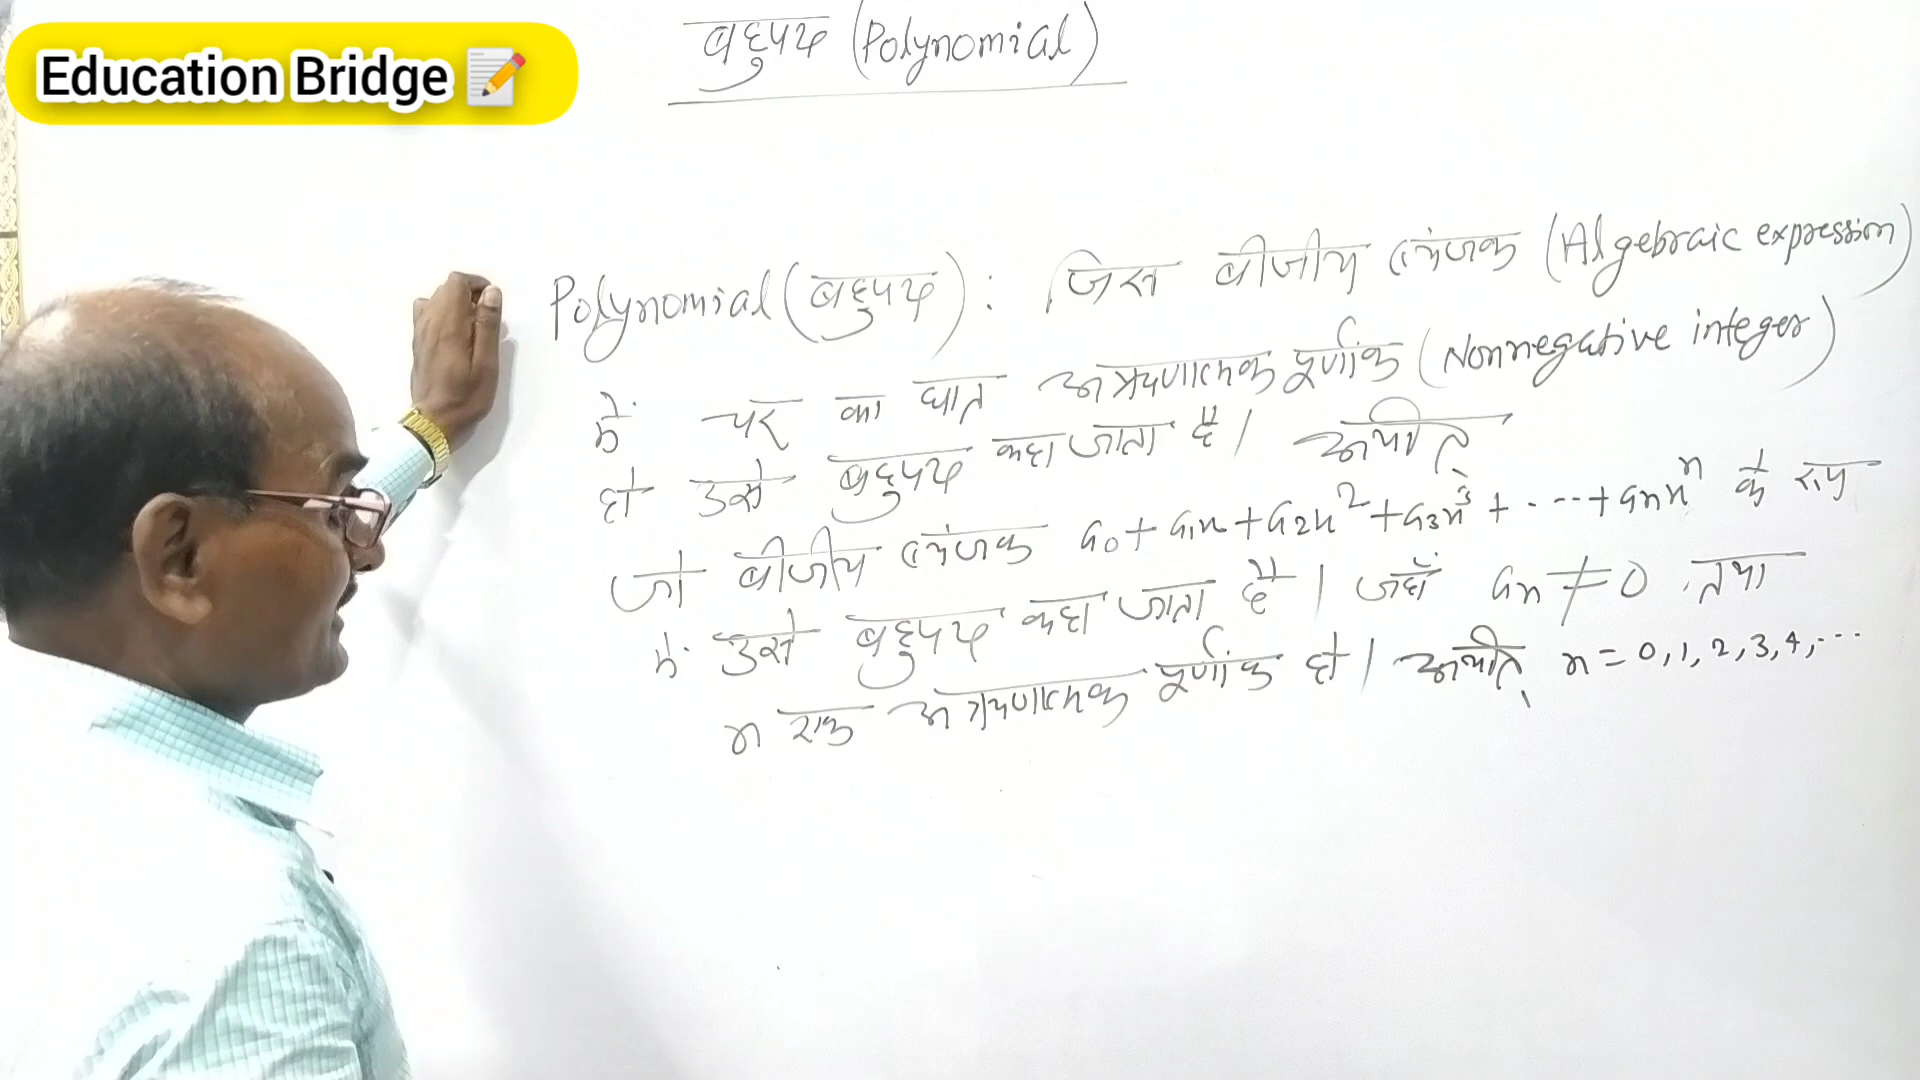 Education Bridge 📝
बहुपद (Polynomial)
Polynomial (बहुपद) : जिस बीजीय व्यंजक (Algebraic expression)
में चर का घात अऋणात्मक पूर्णांक (Nonnegative integer)
हो उसे बहुपद कहा जाता है। अर्थात्
जो बीजीय व्यंजक a₀ + a₁x + a₂x² + a₃x³ + ---+ aₙxⁿ के रूप
में उसे बहुपद कहा जाता है। जहाँ aₙ ≠ 0 तथा
n एक अऋणात्मक पूर्णांक हो। अर्थात् n = 0, 1, 2, 3, 4, ...